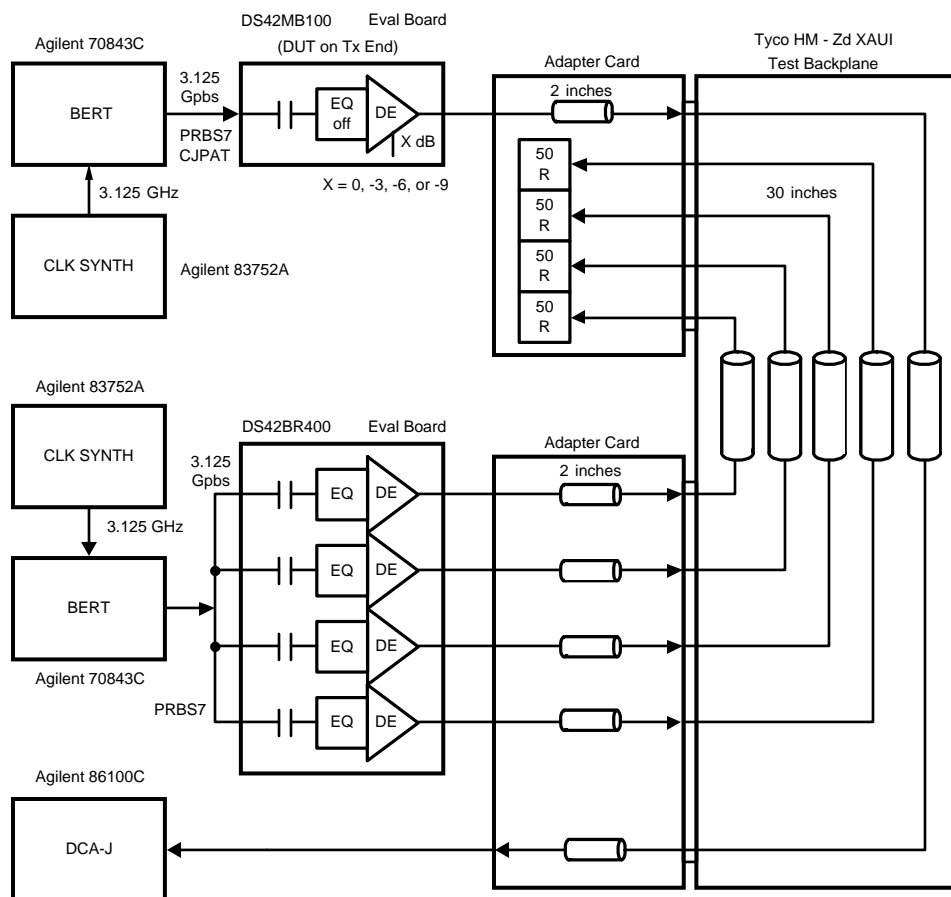 DS42MB100 Eval Board
(DUT on Tx End)
Agilent 70843C
BERT
3.125
Gpbs
PRBS7
CJPAT
EQ
off
DE
X dB
X = 0, -3, -6, or -9
3.125 GHz
CLK SYNTH
Agilent 83752A
Adapter Card
2 inches
50
R
50
R
50
R
50
R
Tyco HM - Zd XAUI
Test Backplane
30 inches
Agilent 83752A
CLK SYNTH
3.125 GHz
BERT
Agilent 70843C
DS42BR400 Eval Board
3.125
Gpbs
PRBS7
EQ DE
EQ DE
EQ DE
EQ DE
Adapter Card
2 inches
Agilent 86100C
DCA-J